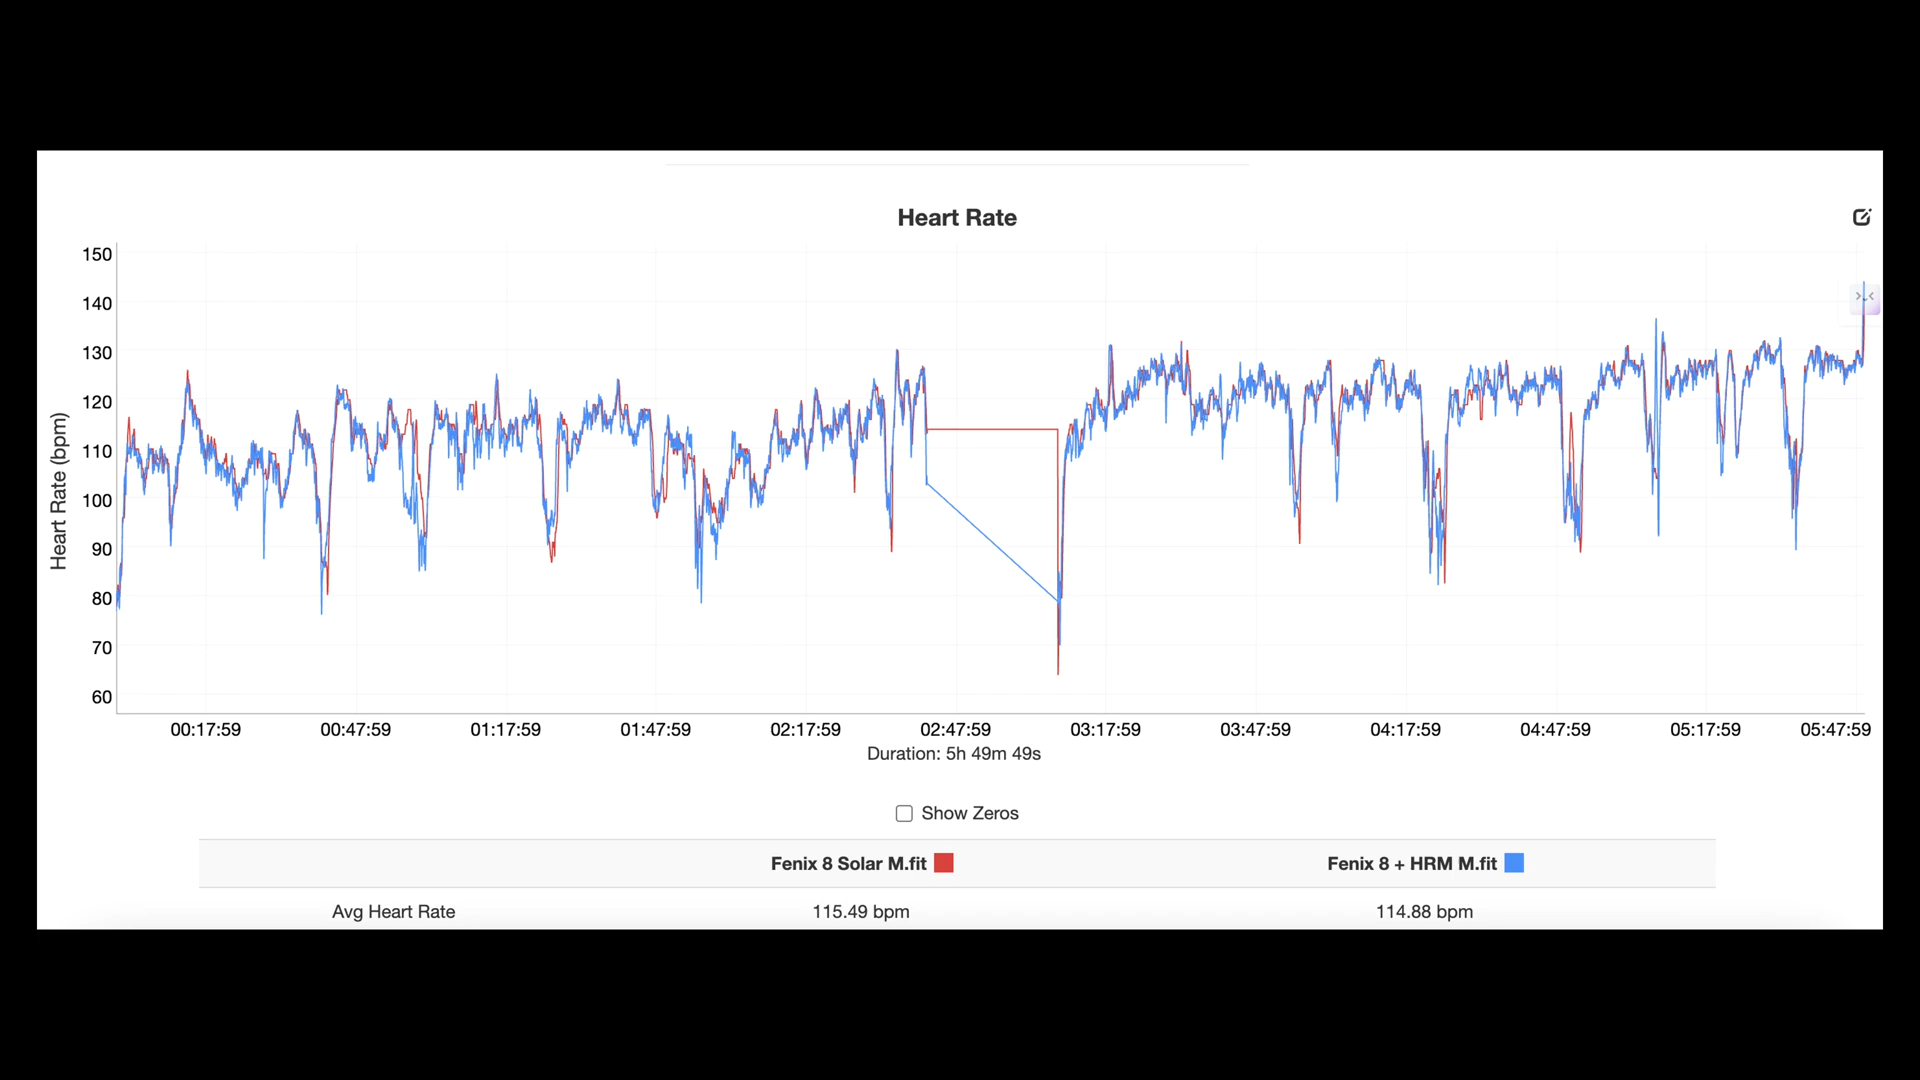 Heart Rate
150
140
130
120
110
100
90
80
70
60
Heart Rate (bpm)
00:17:59 00:47:59 01:17:59 01:47:59 02:17:59 02:47:59 03:17:59 03:47:59 04:17:59 04:47:59 05:17:59 05:47:59
Duration: 5h 49m 49s
Show Zeros
Fenix 8 Solar M.fit Fenix 8 + HRM M.fit
Avg Heart Rate 115.49 bpm 114.88 bpm